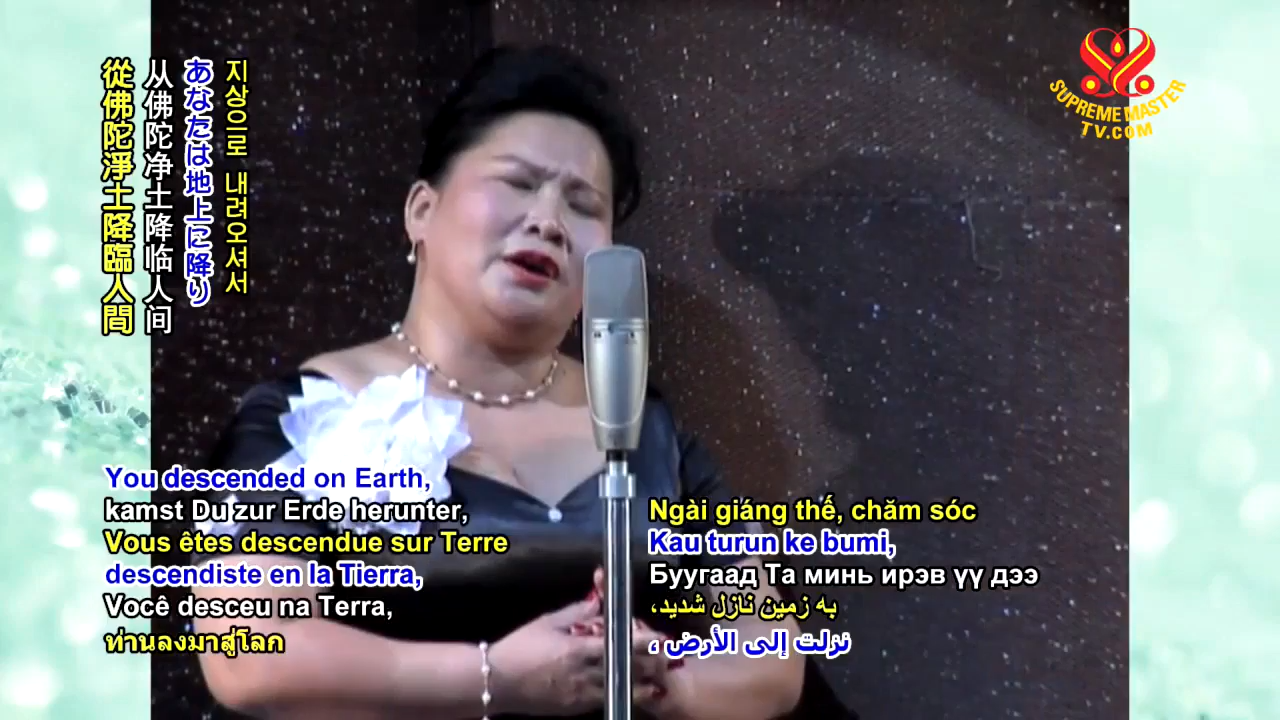 從佛陀淨土降臨人間
从佛陀净土降临人间
あなたは地上に降り
지상으로 내려오셔서
SUPREME MASTER
TV.COM
You descended on Earth,
kamst Du zur Erde herunter,
Vous êtes descendue sur Terre
descendiste en la Tierra,
Você desceu na Terra,
ท่านลงมาสู่โลก
Ngài giáng thế, chăm sóc
Kau turun ke bumi,
Буугаад Та минь ирэв үү дээ
به زمین نازل شدید،
نزلت إلى الأرض ،